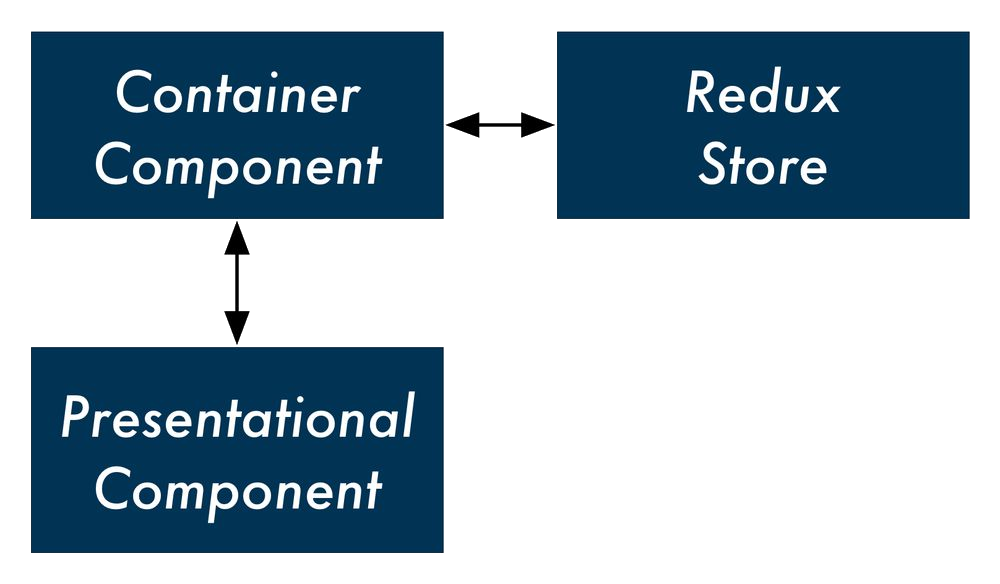 Container
Component
Redux
Store
Presentational
Component